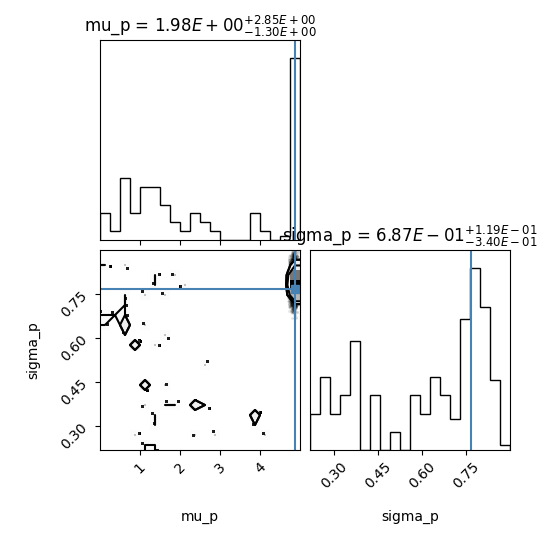 mu_p = 1.98E + 00+2.85E + 00−1.30E + 00
sigma_p = 6.87E − 01+1.19E − 01−3.40E − 01
0.75
0.60
0.45
0.30
sigma_p
1 2 3 4
mu_p
0.30 0.45 0.60 0.75
sigma_p